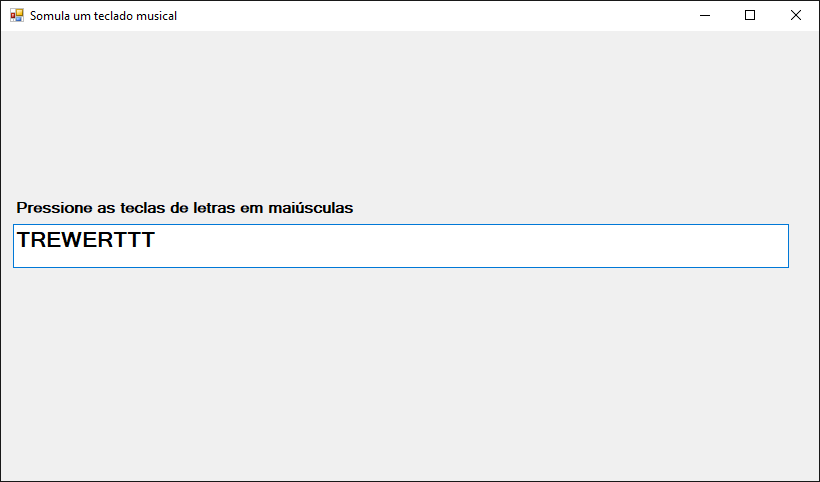 Somula um teclado musical
Pressione as teclas de letras em maiúsculas
TREWERTTT